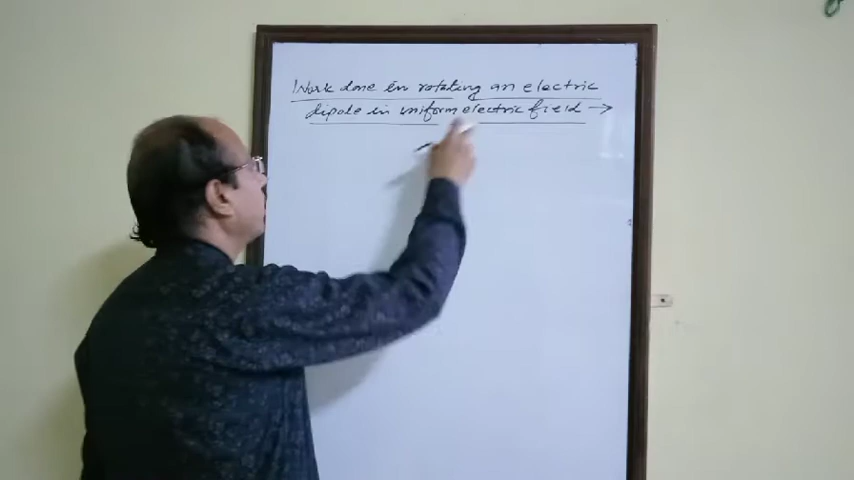 Work done in rotating an electric
dipole in uniform electric field →